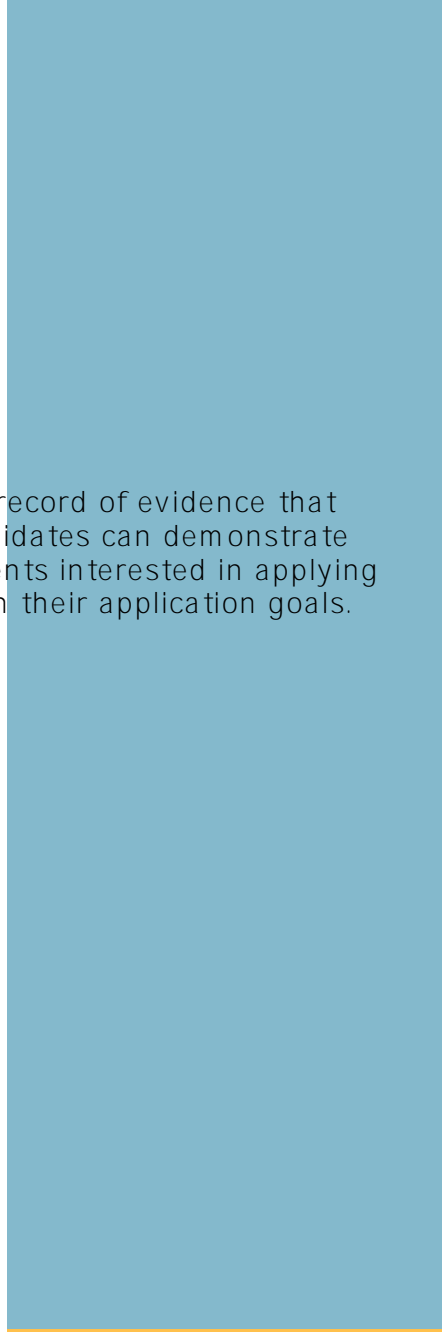 record of evidence that
idates can demonstrate
nts interested in applying
their application goals.